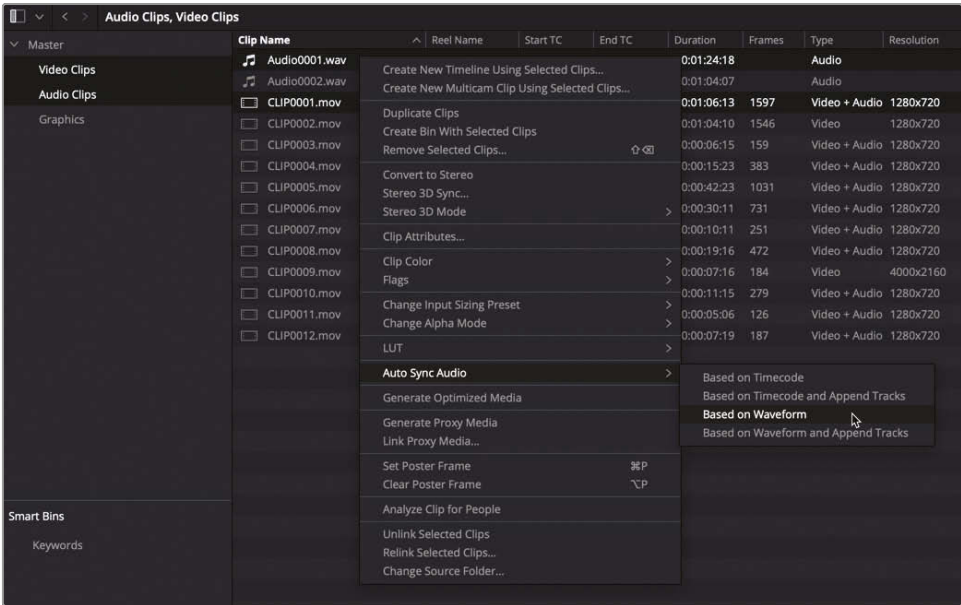 Audio Clips, Video Clips
Master
Video Clips
Audio Clips
Graphics
Smart Bins
Keywords
Clip Name Reel Name Start TC End TC Duration Frames Type Resolution
Audio0001.wav 0:01:24:18 Audio
Audio0002.wav 0:01:04:07 Audio
CLIP0001.mov 0:01:06:13 1597 Video + Audio 1280x720
CLIP0002.mov 0:01:04:10 1546 Video 1280x720
CLIP0003.mov 0:00:06:15 159 Video + Audio 1280x720
CLIP0004.mov 0:00:15:23 383 Video + Audio 1280x720
CLIP0005.mov 0:00:42:23 1031 Video + Audio 1280x720
CLIP0006.mov 0:00:30:11 731 Video + Audio 1280x720
CLIP0007.mov 0:00:10:11 251 Video + Audio 1280x720
CLIP0008.mov 0:00:19:16 472 Video + Audio 1280x720
CLIP0009.mov 0:00:07:16 184 Video 4000x2160
CLIP0010.mov 0:00:11:15 279 Video + Audio 1280x720
CLIP0011.mov 0:00:05:06 126 Video + Audio 1280x720
CLIP0012.mov 0:00:07:19 187 Video + Audio 1280x720
Create New Timeline Using Selected Clips...
Create New Multicam Clip Using Selected Clips...
Duplicate Clips
Create Bin With Selected Clips
Remove Selected Clips... ⇧⌫
Convert to Stereo
Stereo 3D Sync...
Stereo 3D Mode
Clip Attributes...
Clip Color
Flags
Change Input Sizing Preset
Change Alpha Mode
LUT
Auto Sync Audio
Generate Optimized Media
Generate Proxy Media
Link Proxy Media...
Set Poster Frame ⌘P
Clear Poster Frame ⌥P
Analyze Clip for People
Unlink Selected Clips
Relink Selected Clips...
Change Source Folder...
Based on Timecode
Based on Timecode and Append Tracks
Based on Waveform
Based on Waveform and Append Tracks